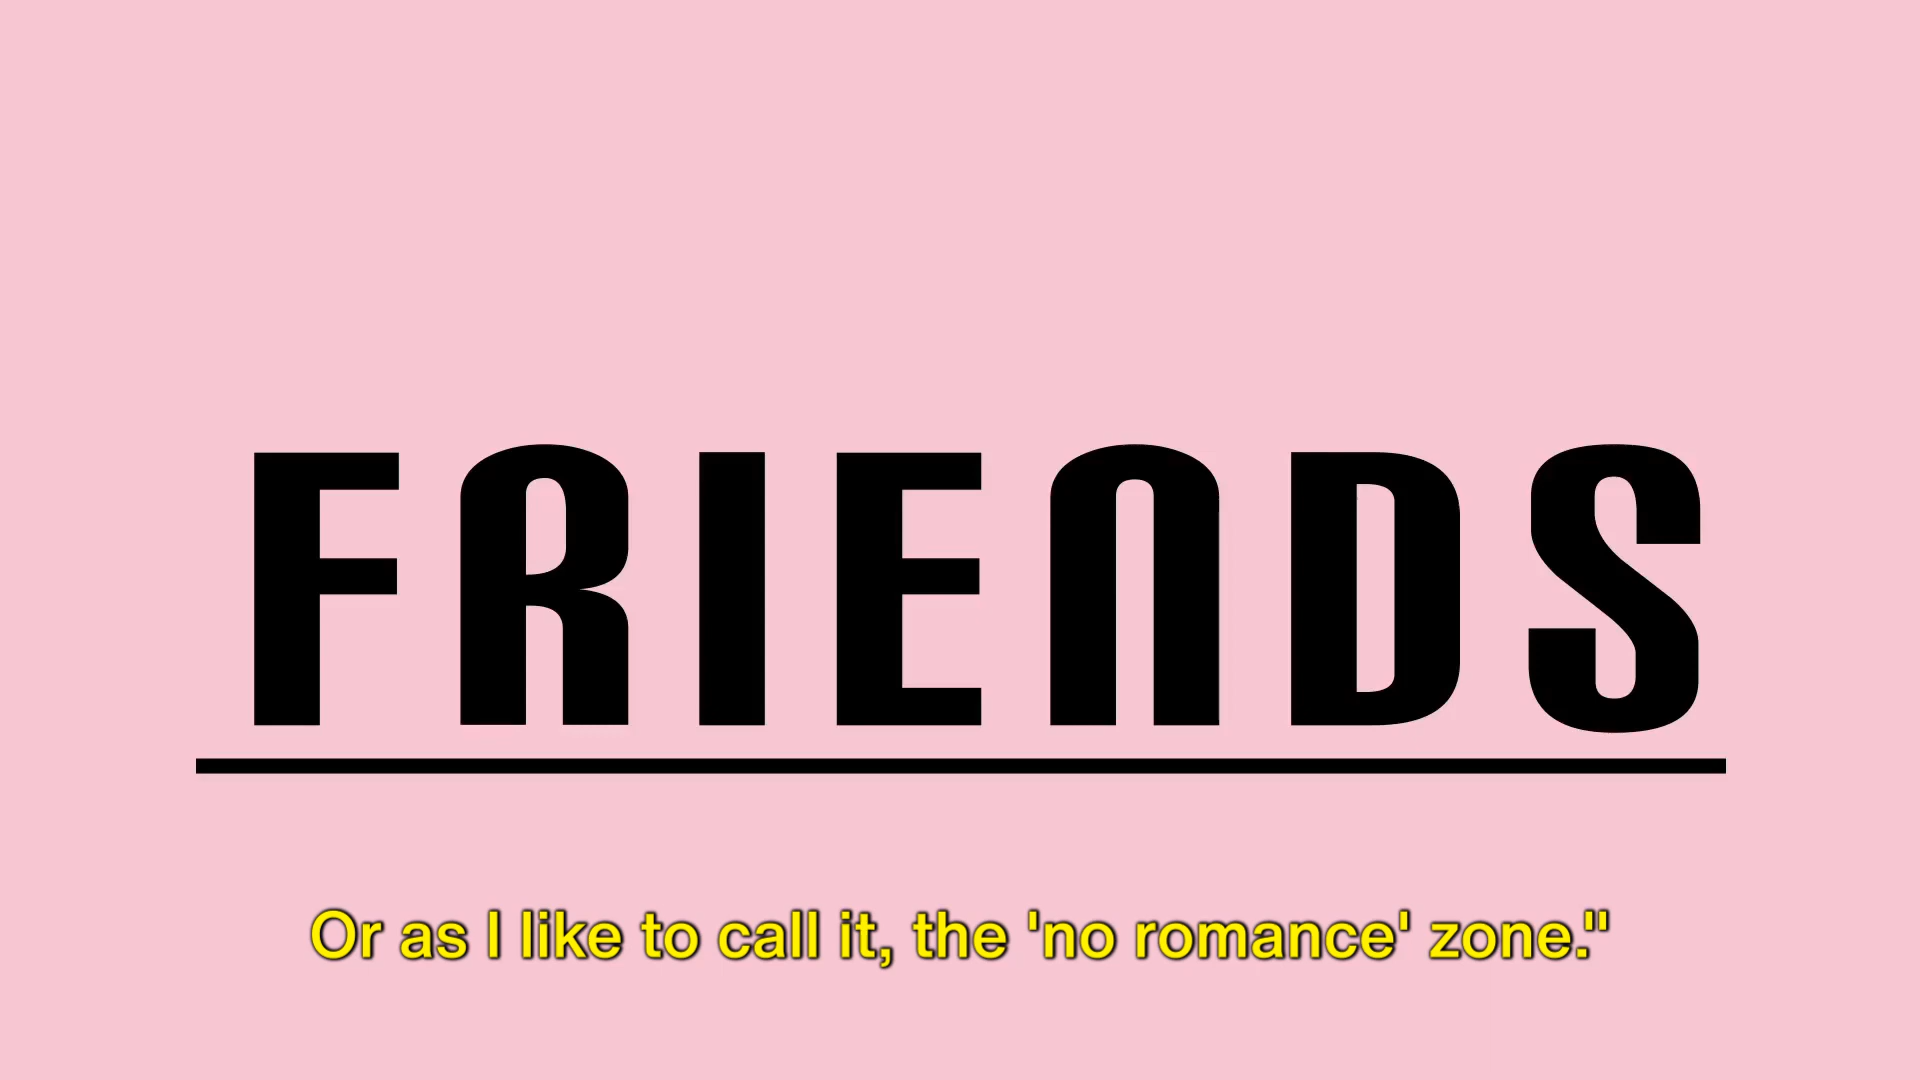 FRIENDS
Or as I like to call it, the 'no romance' zone."